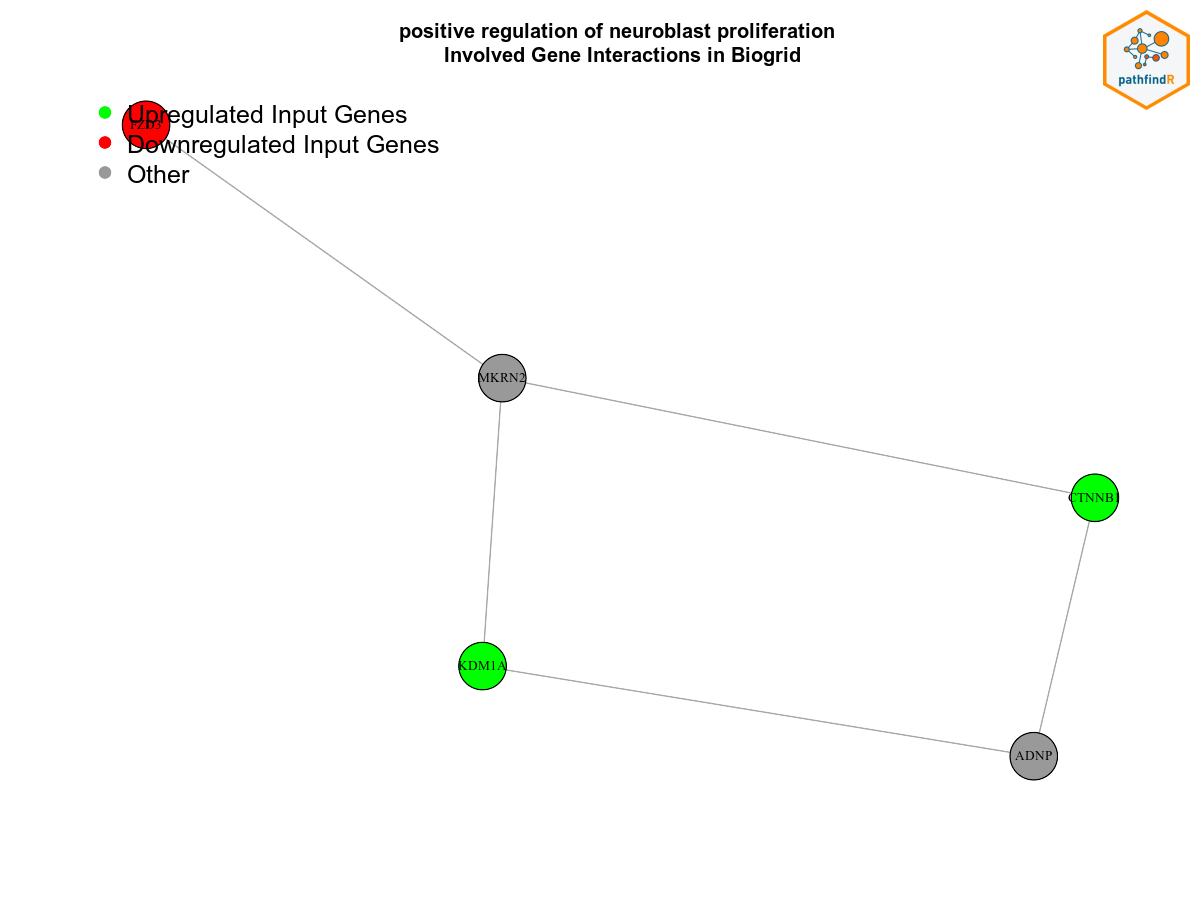 positive regulation of neuroblast proliferation
Involved Gene Interactions in Biogrid
pathfindR
Upregulated Input Genes
FZD3
Downregulated Input Genes
Other
MKRN2
CTNNB1
KDM1A
ADNP